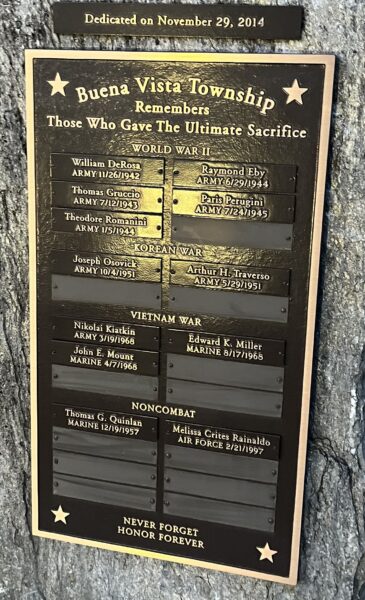 Dedicated on November 29, 2014
Buena Vista Township
Remembers
Those Who Gave The Ultimate Sacrifice
WORLD WAR II
William DeRosa
ARMY 11/26/1942
Raymond Eby
ARMY 6/29/1944
Thomas Gruccio
ARMY 7/12/1943
Paris Perugini
ARMY 7/24/1945
Theodore Romanini
ARMY 11/5/1944
KOREAN WAR
Joseph Osovick
ARMY 10/4/1951
Arthur H. Traverso
ARMY 5/29/1951
VIETNAM WAR
Nikolai Kiatkin
ARMY 3/19/1968
Edward K. Miller
MARINE 8/17/1968
John E. Mount
MARINE 4/7/1968
NONCOMBAT
Thomas G. Quinlan
MARINE 12/19/1957
Melissa Crites Rainaldo
AIR FORCE 2/21/1997
NEVER FORGET
HONOR FOREVER